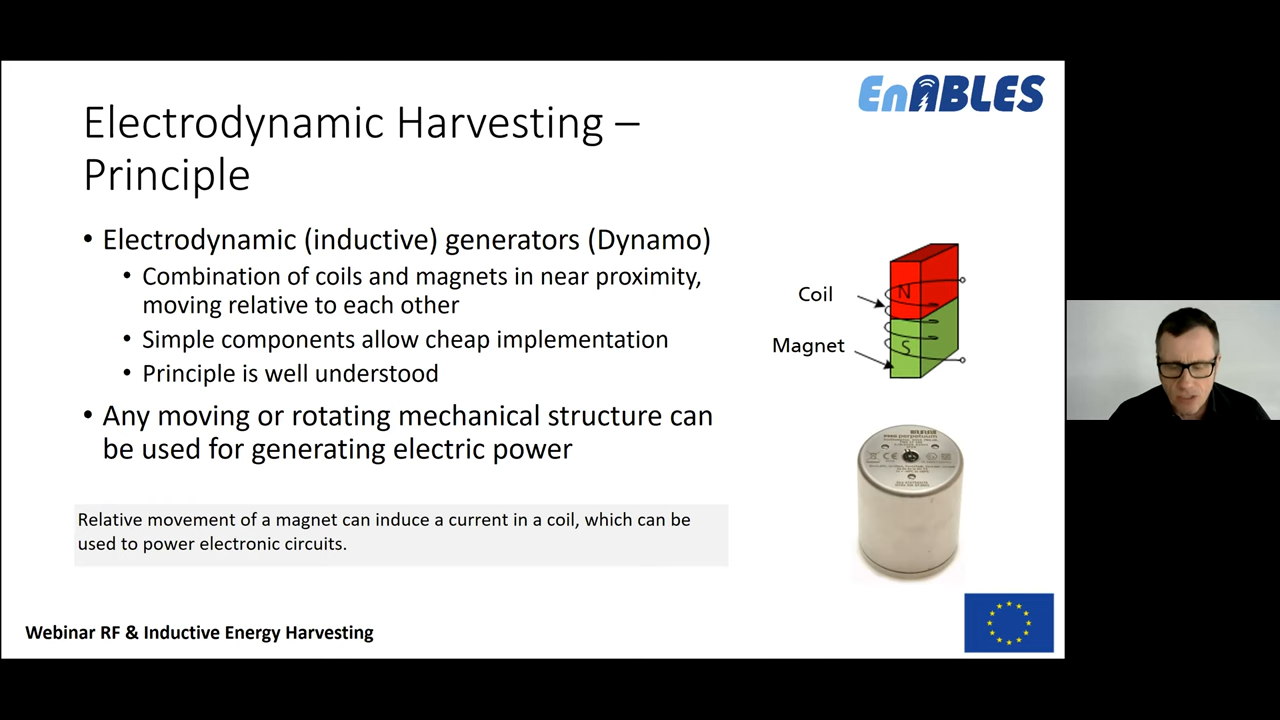 EnABLES
Electrodynamic Harvesting –
Principle
• Electrodynamic (inductive) generators (Dynamo)
• Combination of coils and magnets in near proximity,
moving relative to each other
• Simple components allow cheap implementation
• Principle is well understood
• Any moving or rotating mechanical structure can
be used for generating electric power
Relative movement of a magnet can induce a current in a coil, which can be
used to power electronic circuits.
Coil
Magnet
N
S
perpetuum
Webinar RF & Inductive Energy Harvesting